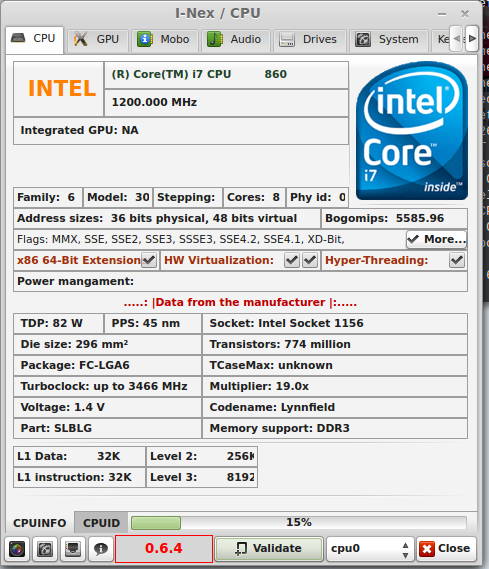 I-Nex / CPU
CPU GPU Mobo Audio Drives System Ke
INTEL
(R) Core(TM) i7 CPU 860
1200.000 MHz
Integrated GPU: NA
intel
Core
i7
inside™
Family: 6 Model: 30 Stepping: Cores: 8 Phy id: 0
Address sizes: 36 bits physical, 48 bits virtual Bogomips: 5585.96
Flags: MMX, SSE, SSE2, SSE3, SSSE3, SSE4.2, SSE4.1, XD-Bit, More...
x86 64-Bit Extension HW Virtualization: Hyper-Threading:
Power mangament:
.....: |Data from the manufacturer |:.....
TDP: 82 W PPS: 45 nm Socket: Intel Socket 1156
Die size: 296 mm² Transistors: 774 million
Package: FC-LGA6 TCaseMax: unknown
Turboclock: up to 3466 MHz Multiplier: 19.0x
Voltage: 1.4 V Codename: Lynnfield
Part: SLBLG Memory support: DDR3
L1 Data: 32K Level 2: 256K
L1 instruction: 32K Level 3: 8192
CPUINFO CPUID 15%
0.6.4 Validate cpu0 Close